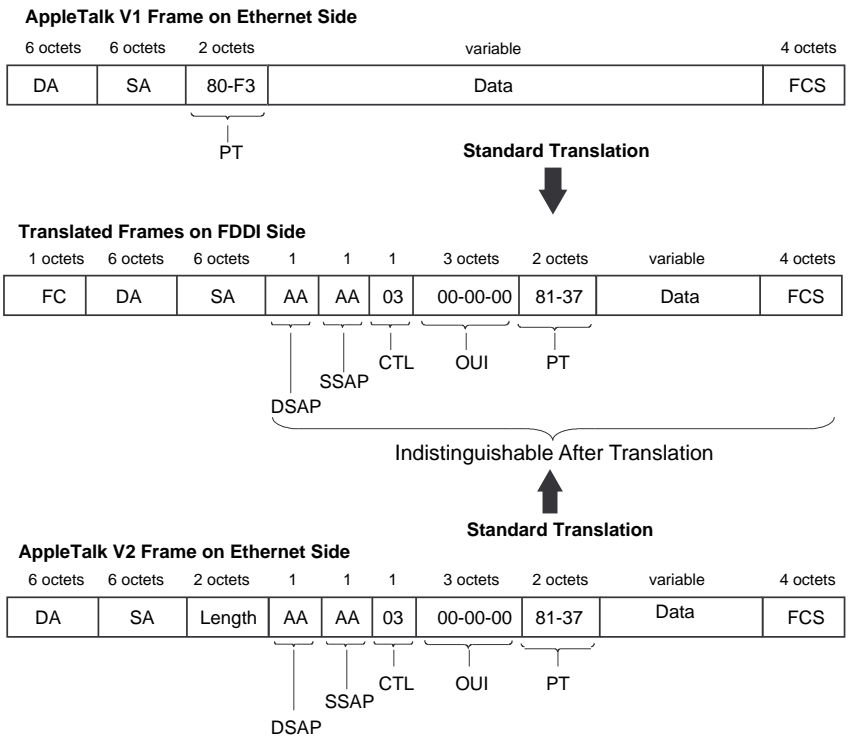 AppleTalk V1 Frame on Ethernet Side
6 octets 6 octets 2 octets variable 4 octets
DA SA 80-F3 Data FCS
PT
Standard Translation
Translated Frames on FDDI Side
1 octets 6 octets 6 octets 1 1 1 3 octets 2 octets variable 4 octets
FC DA SA AA AA 03 00-00-00 81-37 Data FCS
CTL OUI PT
SSAP
DSAP
Indistinguishable After Translation
Standard Translation
AppleTalk V2 Frame on Ethernet Side
6 octets 6 octets 2 octets 1 1 1 3 octets 2 octets variable 4 octets
DA SA Length AA AA 03 00-00-00 81-37 Data FCS
CTL OUI PT
SSAP
DSAP